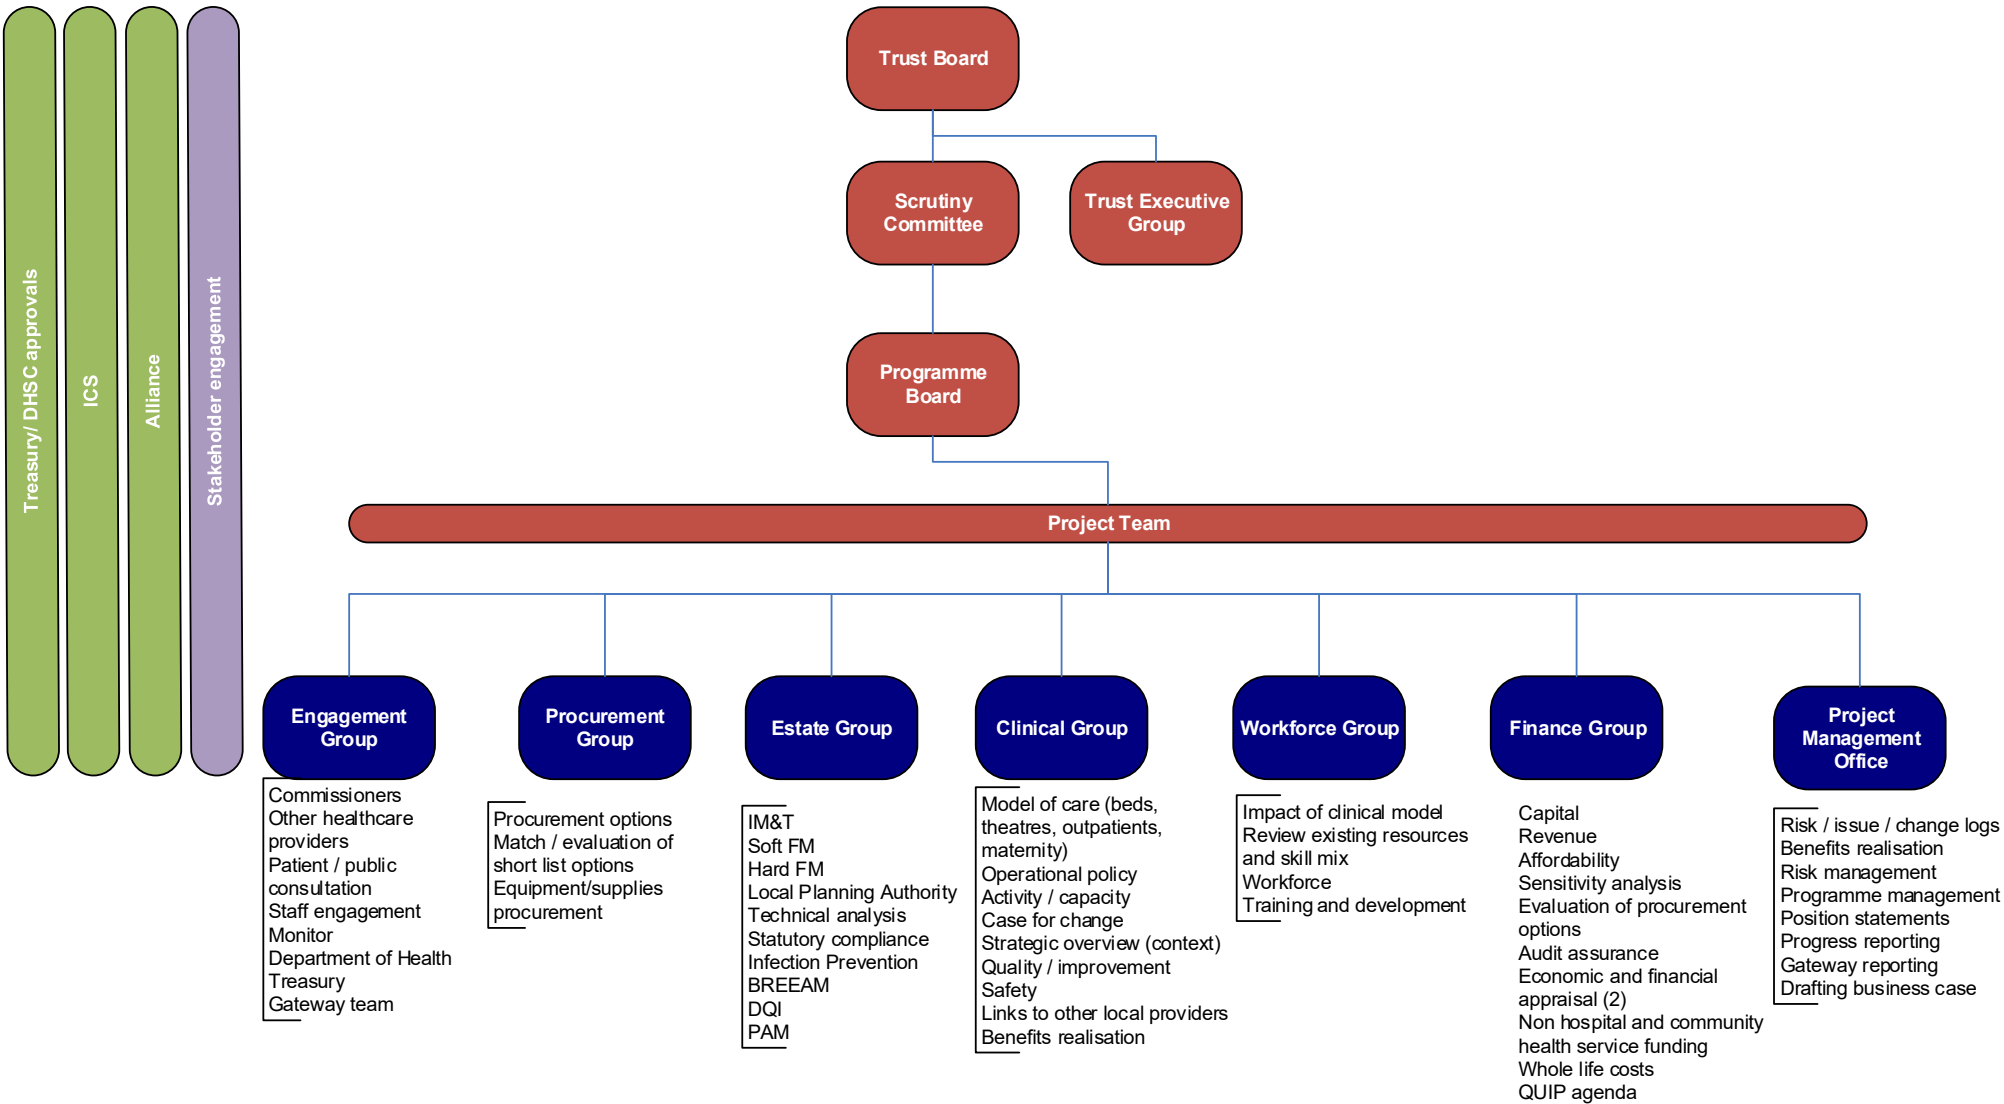 Treasury/ DHSC approvals
ICS
Alliance
Stakeholder engagement
Trust Board
Scrutiny
Committee
Trust Executive
Group
Programme
Board
Project Team
Engagement
Group
Commissioners
Other healthcare
providers
Patient / public
consultation
Staff engagement
Monitor
Department of Health
Treasury
Gateway team
Procurement
Group
Procurement options
Match / evaluation of
short list options
Equipment/supplies
procurement
Estate Group
IM&T
Soft FM
Hard FM
Local Planning Authority
Technical analysis
Statutory compliance
Infection Prevention
BREEAM
DQI
PAM
Clinical Group
Model of care (beds,
theatres, outpatients,
maternity)
Operational policy
Activity / capacity
Case for change
Strategic overview (context)
Quality / improvement
Safety
Links to other local providers
Benefits realisation
Workforce Group
Impact of clinical model
Review existing resources
and skill mix
Workforce
Training and development
Finance Group
Capital
Revenue
Affordability
Sensitivity analysis
Evaluation of procurement
options
Audit assurance
Economic and financial
appraisal (2)
Non hospital and community
health service funding
Whole life costs
QUIP agenda
Project
Management
Office
Risk / issue / change logs
Benefits realisation
Risk management
Programme management
Position statements
Progress reporting
Gateway reporting
Drafting business case